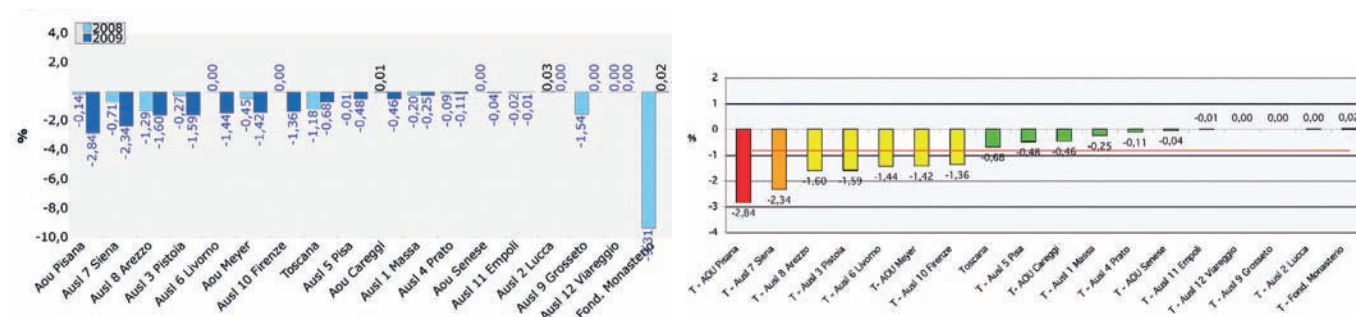 2008
2009
4,0
2,0
-2,0
-4,0
-6,0
-8,0
-10,0
%
-0,14
-2,84
-0,71
-2,34
-1,29
-1,60
-0,27
-1,59
0,00
-1,44
-0,45
-1,42
0,00
-1,36
-1,18
-0,68
-0,01
-0,48
0,01
-0,46
-0,20
-0,25
-0,09
-0,11
0,00
-0,04
-0,02
-0,01
0,03
0,00
-1,54
0,00
0,00
0,00
0,02
Aou Pisana
Ausl 7 Siena
Ausl 8 Arezzo
Ausl 3 Pistoia
Ausl 6 Livorno
Aou Meyer
Ausl 10 Firenze
Toscana
Ausl 5 Pisa
Aou Careggi
Ausl 1 Massa
Ausl 4 Prato
Aou Senese
Ausl 11 Empoli
Ausl 2 Lucca
Ausl 9 Grosseto
Ausl 12 Viareggio
Fond. Monasterio
2
1
0
-1
-2
-3
-4
%
-2,84
-2,34
-1,60
-1,59
-1,44
-1,42
-1,36
-0,68
-0,48
-0,46
-0,25
-0,11
-0,04
-0,01
0,00
0,00
0,00
0,02
T - AOU Pisana
T - Ausl 7 Siena
T - Ausl 8 Arezzo
T - Ausl 3 Pistoia
T - Ausl 6 Livorno
T - AOU Meyer
T - Ausl 10 Firenze
Toscana
T - Ausl 5 Pisa
T - AOU Careggi
T - Ausl 1 Massa
T - Ausl 4 Prato
T - AOU Senese
T - Ausl 11 Empoli
T - Ausl 12 Viareggio
T - Ausl 9 Grosseto
T - Ausl 2 Lucca
T - Fond. Monasterio